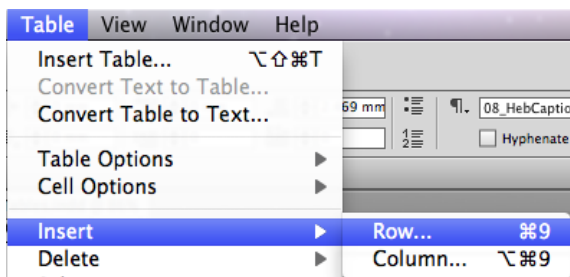 Table View Window Help
Insert Table... ⌥⇧⌘T
Convert Text to Table...
Convert Table to Text...
69 mm
08_HebCaptio
Hyphenate
Table Options
Cell Options
Insert
Row... ⌘9
Delete
Column... ⌥⌘9